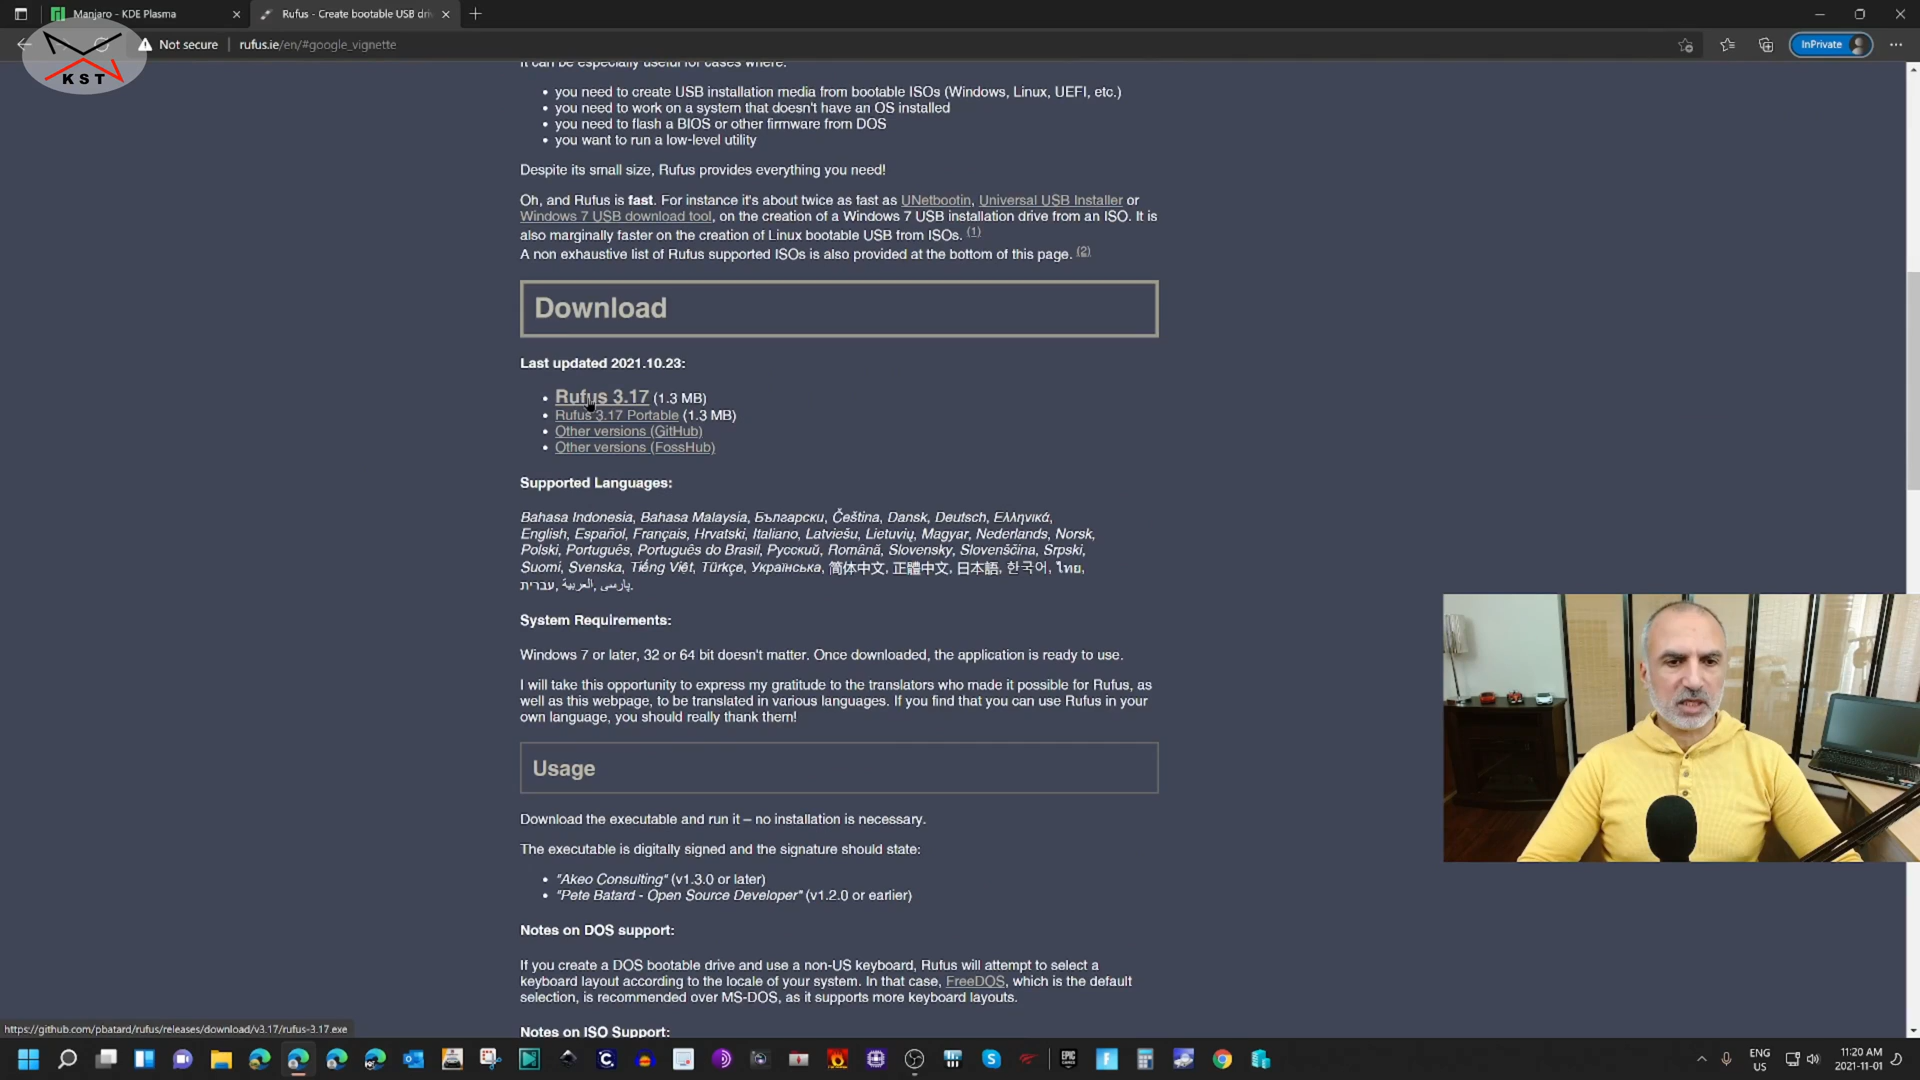 Manjaro - KDE Plasma
Rufus - Create bootable USB dri
Not secure
rufus.ie/en/#google_vignette
InPrivate
KST
It can be especially useful for cases where:
you need to create USB installation media from bootable ISOs (Windows, Linux, UEFI, etc.)
you need to work on a system that doesn't have an OS installed
you need to flash a BIOS or other firmware from DOS
you want to run a low-level utility
Despite its small size, Rufus provides everything you need!
Oh, and Rufus is fast. For instance it's about twice as fast as UNetbootin, Universal USB Installer or
Windows 7 USB download tool, on the creation of a Windows 7 USB installation drive from an ISO. It is
also marginally faster on the creation of Linux bootable USB from ISOs. (1)
A non exhaustive list of Rufus supported ISOs is also provided at the bottom of this page. (2)
Download
Last updated 2021.10.23:
Rufus 3.17 (1.3 MB)
Rufus 3.17 Portable (1.3 MB)
Other versions (GitHub)
Other versions (FossHub)
Supported Languages:
Bahasa Indonesia, Bahasa Malaysia, Български, Čeština, Dansk, Deutsch, Ελληνικά,
English, Español, Français, Hrvatski, Italiano, Latviešu, Lietuvių, Magyar, Nederlands, Norsk,
Polski, Português, Português do Brasil, Русский, Română, Slovensky, Slovenščina, Srpski,
Suomi, Svenska, Tiếng Việt, Türkçe, Українська, 简体中文, 正體中文, 日本語, 한국어, ไทย,
עברית, العربية, پارسی.
System Requirements:
Windows 7 or later, 32 or 64 bit doesn't matter. Once downloaded, the application is ready to use.
I will take this opportunity to express my gratitude to the translators who made it possible for Rufus, as
well as this webpage, to be translated in various languages. If you find that you can use Rufus in your
own language, you should really thank them!
Usage
Download the executable and run it – no installation is necessary.
The executable is digitally signed and the signature should state:
"Akeo Consulting" (v1.3.0 or later)
"Pete Batard - Open Source Developer" (v1.2.0 or earlier)
Notes on DOS support:
If you create a DOS bootable drive and use a non-US keyboard, Rufus will attempt to select a
keyboard layout according to the locale of your system. In that case, FreeDOS, which is the default
selection, is recommended over MS-DOS, as it supports more keyboard layouts.
Notes on ISO Support:
https://github.com/pbatard/rufus/releases/download/v3.17/rufus-3.17.exe
EPIC
ENG
US
11:20 AM
2021-11-01